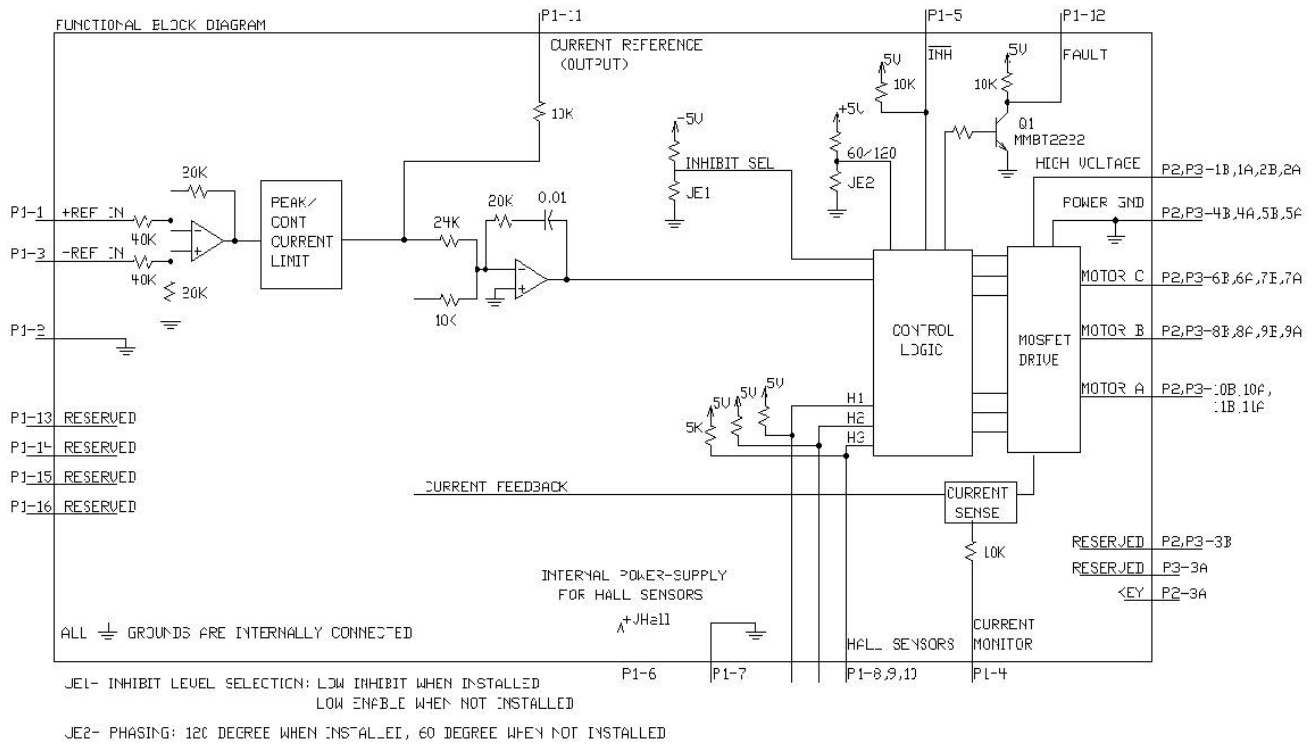 FUNCTIONAL BLOCK DIAGRAM
P1-11
P1-5
P1-12
CURRENT REFERENCE
(OUTPUT)
INH
FAULT
5V
10K
5V
10K
10K
-5V
+5V
Q1
MMBT2222
INHIBIT SEL
60/120
JE1
JE2
HIGH VOLTAGE
P2,P3-1B,1A,2B,2A
POWER GND
P2,P3-4B,4A,5B,5A
20K
PEAK/
CONT
CURRENT
LIMIT
P1-1
+REF IN
40K
P1-3
-REF IN
40K
20K
24K
20K
0.01
10K
P1-2
CONTROL
LOGIC
MOSFET
DRIVE
MOTOR C
P2,P3-6B,6A,7B,7A
MOTOR B
P2,P3-8B,8A,9B,9A
MOTOR A
P2,P3-10B,10A,
11B,11A
5V
5V
5V
5K
H1
H2
H3
P1-13 RESERVED
P1-14 RESERVED
P1-15 RESERVED
P1-16 RESERVED
CURRENT FEEDBACK
CURRENT
SENSE
10K
RESERVED P2,P3-3B
RESERVED P3-3A
KEY P2-3A
INTERNAL POWER-SUPPLY
FOR HALL SENSORS
+VHall
ALL GROUNDS ARE INTERNALLY CONNECTED
HALL SENSORS
CURRENT
MONITOR
P1-6
P1-7
P1-8,9,10
P1-4
JE1- INHIBIT LEVEL SELECTION: LOW INHIBIT WHEN INSTALLED
LOW ENABLE WHEN NOT INSTALLED
JE2- PHASING: 120 DEGREE WHEN INSTALLED, 60 DEGREE WHEN NOT INSTALLED